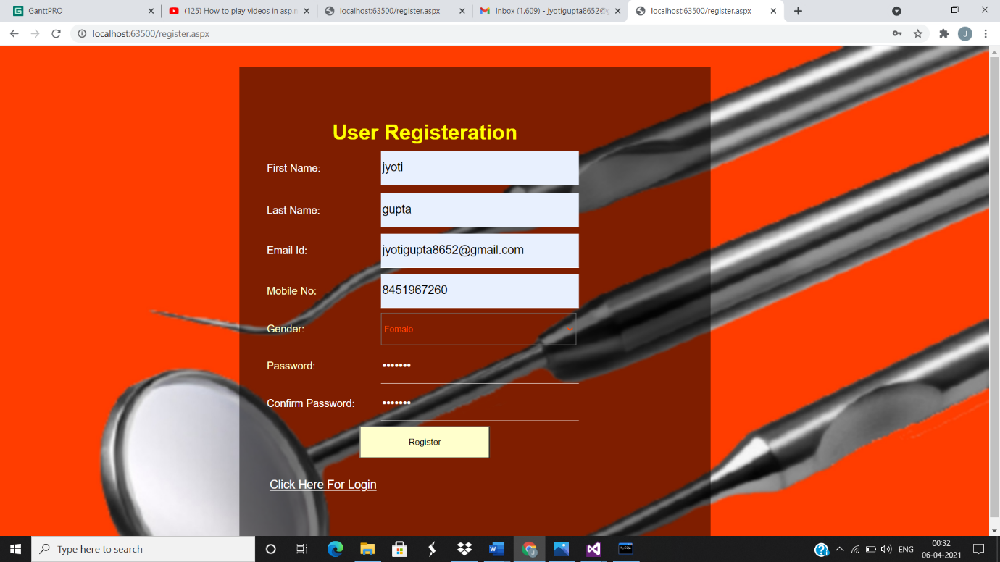 GanttPRO
(125) How to play videos in asp.n
localhost:63500/register.aspx
Inbox (1,609) - jyotigupta8652@g
localhost:63500/register.aspx
localhost:63500/register.aspx
J
User Registeration
First Name: jyoti
Last Name: gupta
Email Id: jyotigupta8652@gmail.com
Mobile No: 8451967260
Gender: Female
Password: •••••••
Confirm Password: •••••••
Register
Click Here For Login
Type here to search
ENG
00:32
06-04-2021